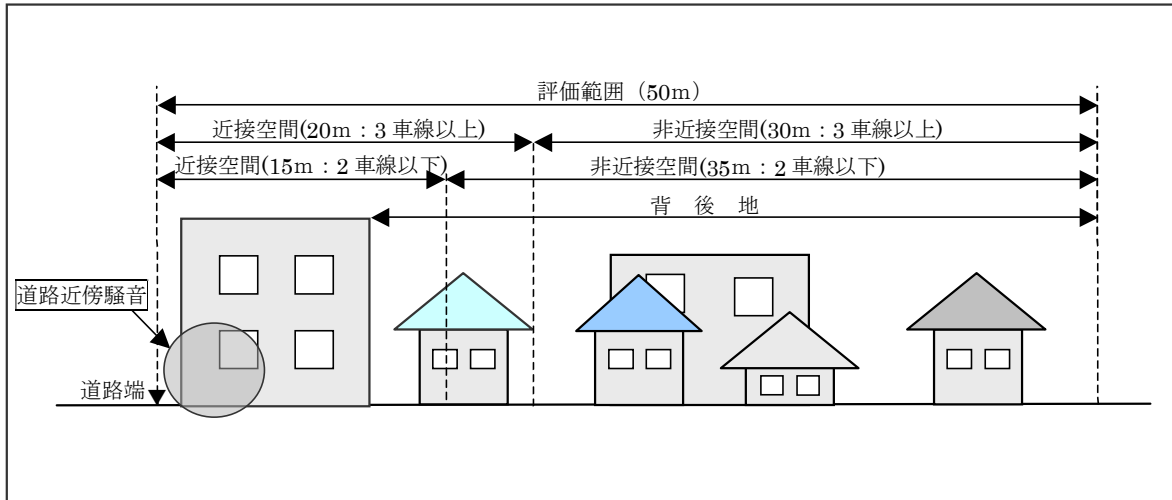 評価範囲（50m）
近接空間(20m：3 車線以上)
非近接空間(30m：3 車線以上)
近接空間(15m：2 車線以下)
非近接空間(35m：2 車線以下)
背　後　地
道路近傍騒音
道路端